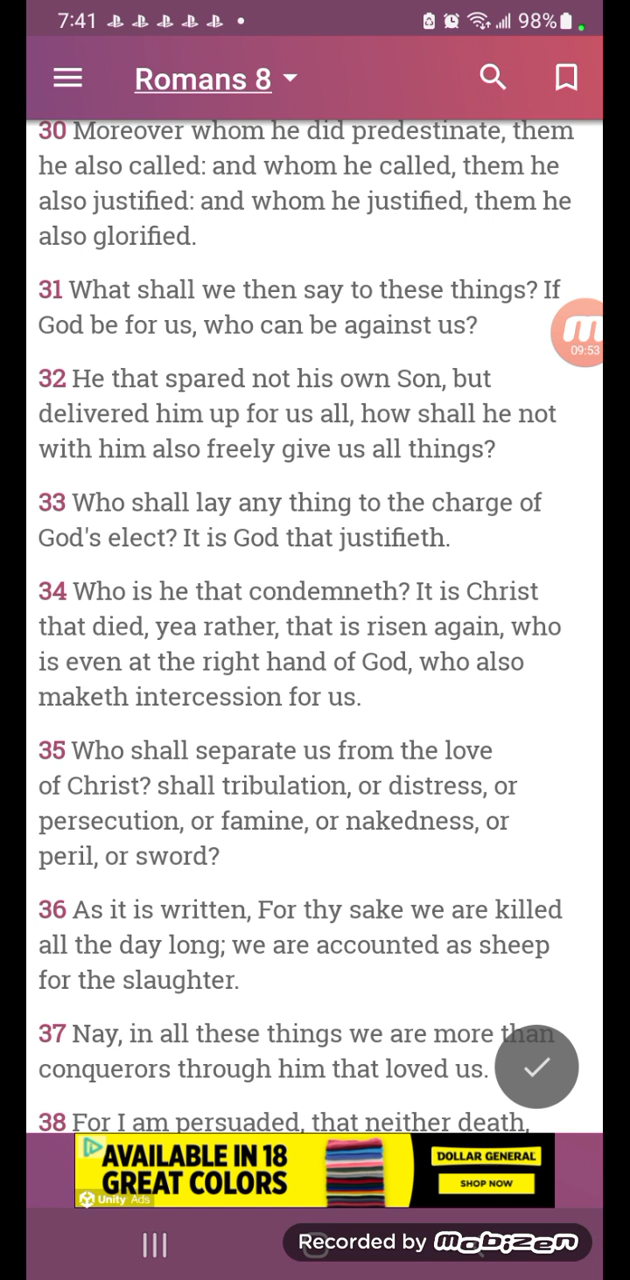 7:41
98%
Romans 8
30 Moreover whom he did predestinate, them
he also called: and whom he called, them he
also justified: and whom he justified, them he
also glorified.
31 What shall we then say to these things? If
God be for us, who can be against us?
m
09:53
32 He that spared not his own Son, but
delivered him up for us all, how shall he not
with him also freely give us all things?
33 Who shall lay any thing to the charge of
God's elect? It is God that justifieth.
34 Who is he that condemneth? It is Christ
that died, yea rather, that is risen again, who
is even at the right hand of God, who also
maketh intercession for us.
35 Who shall separate us from the love
of Christ? shall tribulation, or distress, or
persecution, or famine, or nakedness, or
peril, or sword?
36 As it is written, For thy sake we are killed
all the day long; we are accounted as sheep
for the slaughter.
37 Nay, in all these things we are more than
conquerors through him that loved us.
38 For I am persuaded, that neither death,
AVAILABLE IN 18
GREAT COLORS
DOLLAR GENERAL
SHOP NOW
Unity Ads
Recorded by mobizen